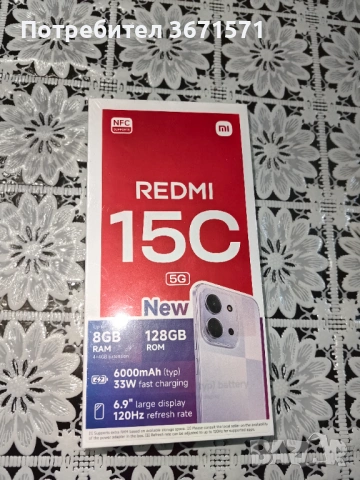 Потребител 3671571
NFC
SUPPORTS
mi
REDMI
15C
5G
New
8GB
RAM
128GB
ROM
6000mAh (typ)
33W fast charging
6.9" large display
120Hz refresh rate